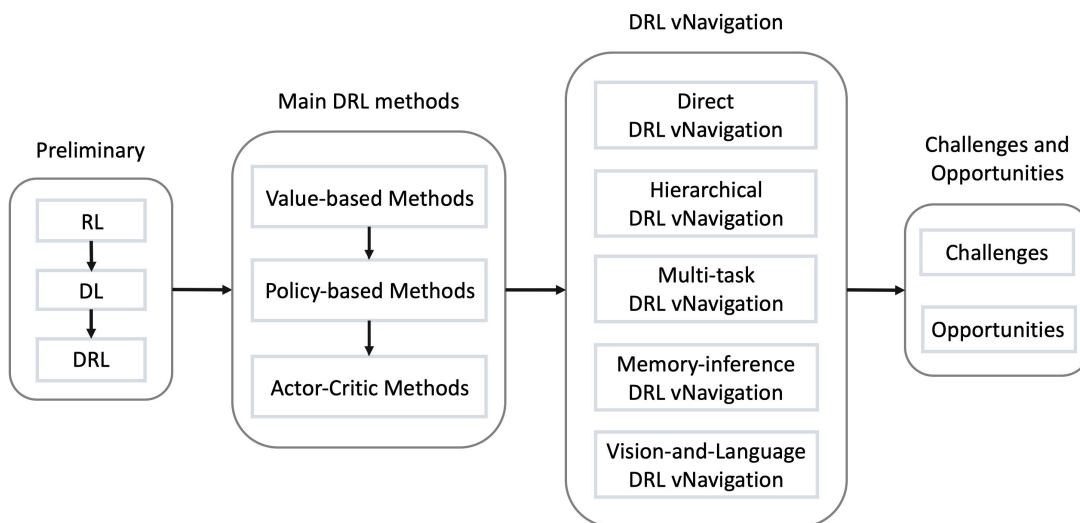 Preliminary
RL
DL
DRL
Main DRL methods
Value-based Methods
Policy-based Methods
Actor-Critic Methods
DRL vNavigation
Direct
DRL vNavigation
Hierarchical
DRL vNavigation
Multi-task
DRL vNavigation
Memory-inference
DRL vNavigation
Vision-and-Language
DRL vNavigation
Challenges and
Opportunities
Challenges
Opportunities